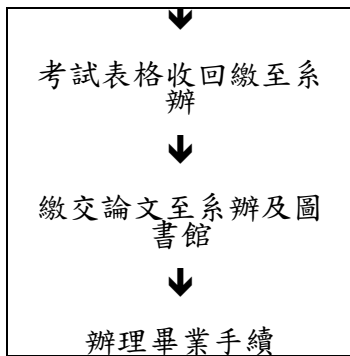 考試表格收回繳至系
辦
繳交論文至系辦及圖
書館
辦理畢業手續